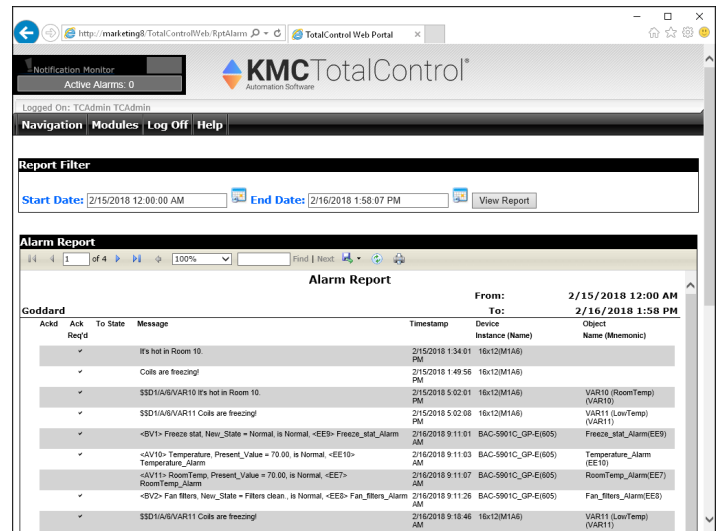 http://marketing8/TotalControlWeb/RptAlarm
TotalControl Web Portal
Notification Monitor
Active Alarms: 0
KMC TotalControl®
Automation Software
Logged On: TCAdmin TCAdmin
Navigation Modules Log Off Help
Report Filter
Start Date: 2/15/2018 12:00:00 AM End Date: 2/16/2018 1:58:07 PM View Report
Alarm Report
1 of 4 100% Find | Next
Alarm Report
From: 2/15/2018 12:00 AM
Goddard To: 2/16/2018 1:58 PM
Ackd Ack To State Message Timestamp Device Object
Req'd Instance (Name) Name (Mnemonic)
It's hot in Room 10. 2/15/2018 1:34:01 16x12(M1A6)
PM
Coils are freezing! 2/15/2018 1:49:56 16x12(M1A6)
PM
$$D1/A/6/VAR10 It's hot in Room 10. 2/15/2018 5:02:01 16x12(M1A6) VAR10 (RoomTemp)
PM (VAR10)
$$D1/A/6/VAR11 Coils are freezing! 2/15/2018 5:02:08 16x12(M1A6) VAR11 (LowTemp)
PM (VAR11)
<BV1> Freeze stat, New_State = Normal, is Normal, <EE9> Freeze_stat_Alarm 2/16/2018 9:11:01 BAC-5901C_GP-E(605) Freeze_stat_Alarm(EE9)
AM
<AV10> Temperature, Present_Value = 70.00, is Normal, <EE10> 2/16/2018 9:11:03 BAC-5901C_GP-E(605) Temperature_Alarm
Temperature_Alarm AM (EE10)
<AV11> RoomTemp, Present_Value = 70.00, is Normal, <EE7> 2/16/2018 9:11:07 BAC-5901C_GP-E(605) RoomTemp_Alarm(EE7)
RoomTemp_Alarm AM
<BV2> Fan filters, New_State = Filters clean., is Normal, <EE8> Fan_filters_Alarm 2/16/2018 9:11:26 BAC-5901C_GP-E(605) Fan_filters_Alarm(EE8)
AM
$$D1/A/6/VAR11 Coils are freezing! 2/16/2018 9:18:46 16x12(M1A6) VAR11 (LowTemp)
AM (VAR11)